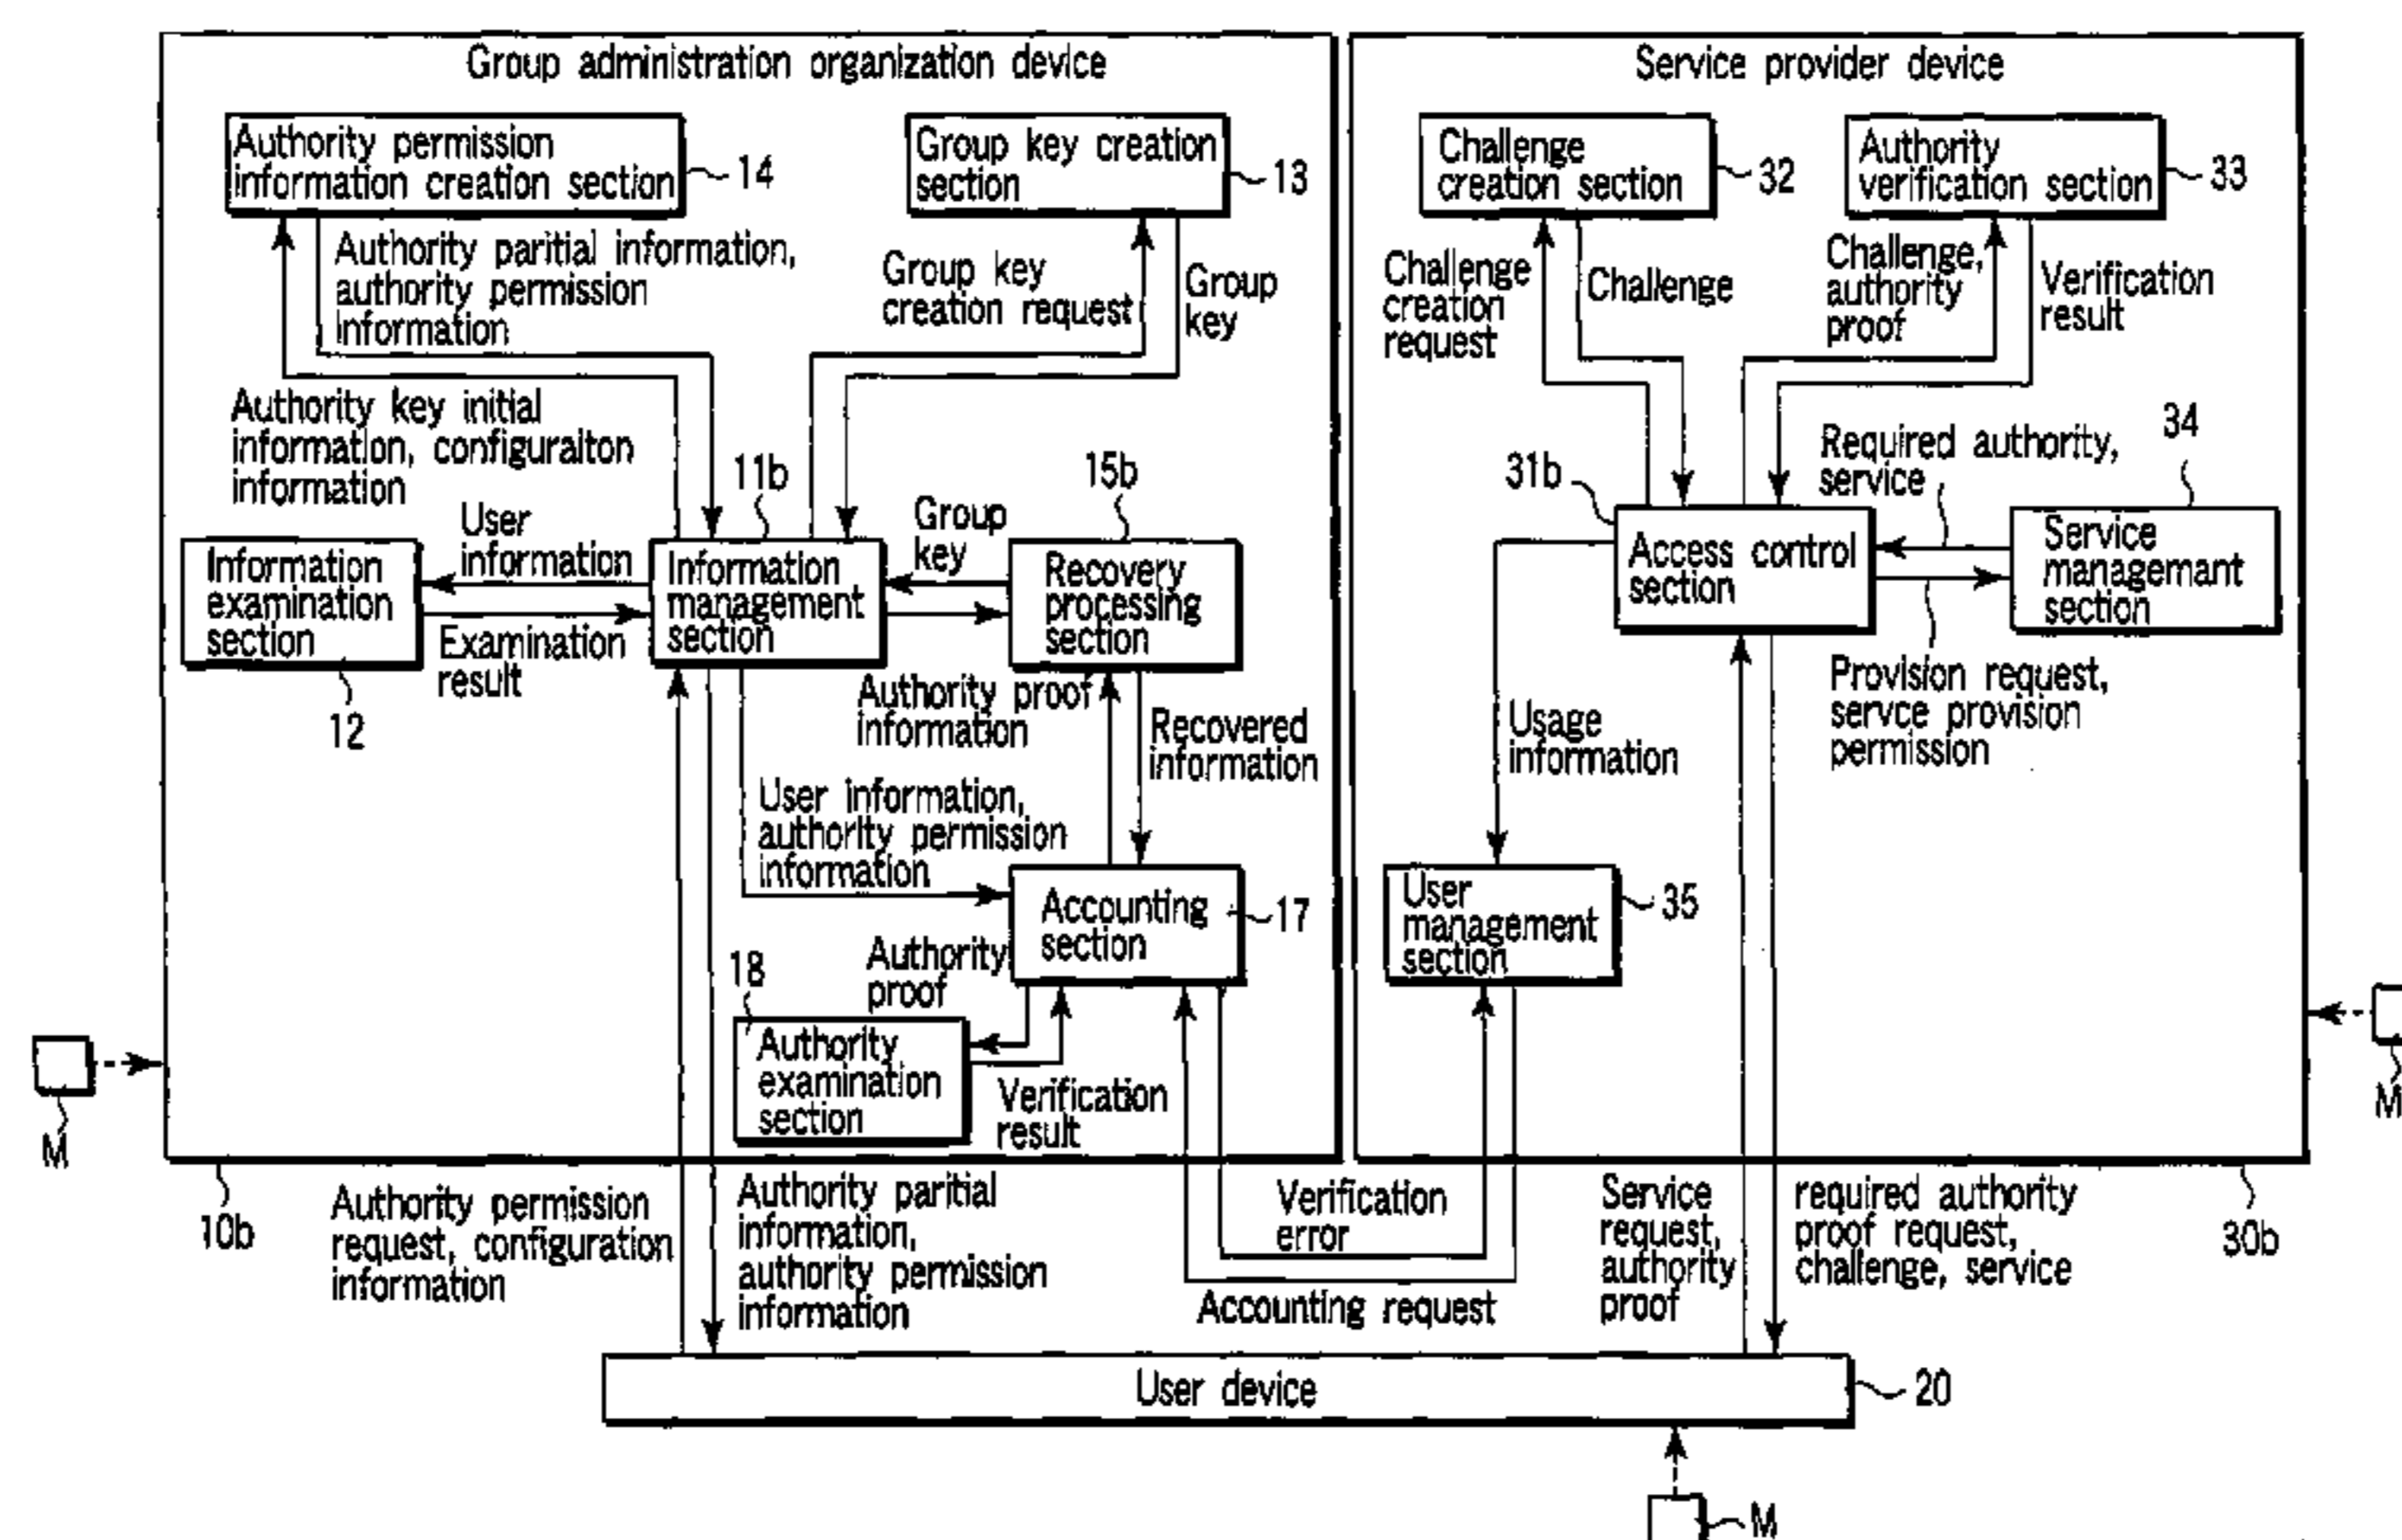 Group administration organization device
Authority permission
information creation section
14
Group key creation
section
13
Authority paritial information,
authority permission
information
Group key
creation request
Group
key
Authority key initial
information, configuraiton
information
11b
15b
User
information
Group
key
Information
examination
section
12
Examination
result
Information
management
section
Recovery
processing
section
Authority proof
information
Recovered
information
User information,
authority permission
information
Accounting
section
17
18
Authority
proof
Authority
examination
section
Verification
result
M
10b
Service provider device
Challenge
creation section
32
Authority
verification section
33
Challenge
creation
request
Challenge
Challenge,
authority
proof
Verification
result
Required authority,
service
34
31b
Access control
section
Service
management
section
Usage
information
Provision request,
servce provision
permission
User
management
section
35
M
30b
Authority permission
request, configuration
information
Authority paritial
information,
authority permission
information
Verification
error
Accounting request
Service
request,
authority
proof
required authority
proof request,
challenge, service
User device
20
M